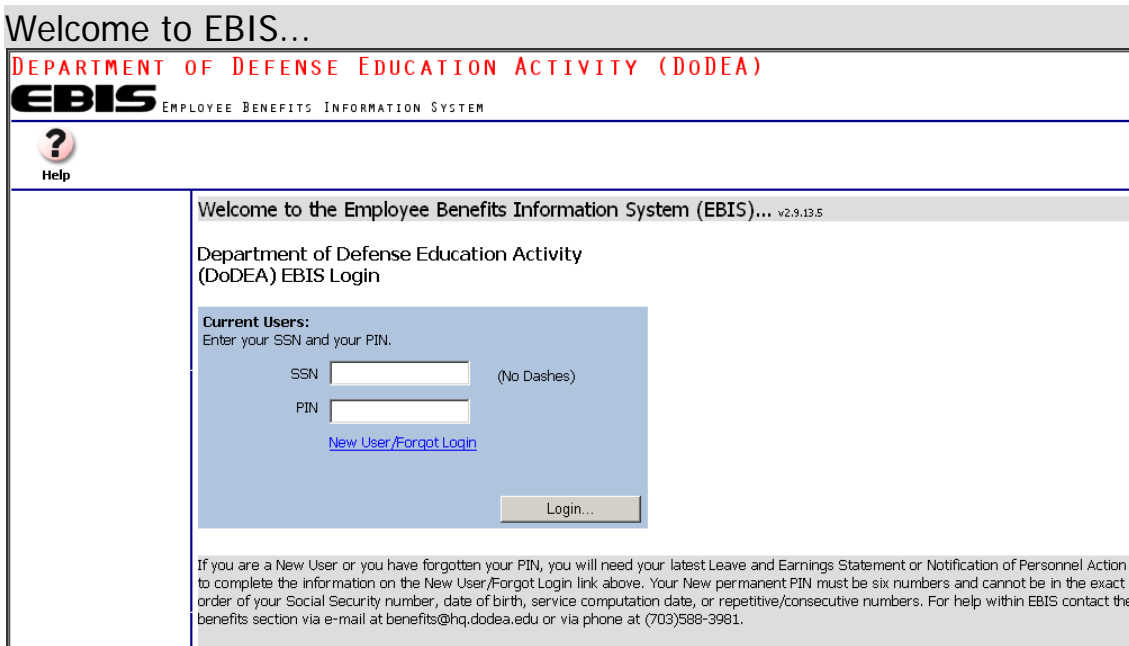 Welcome to EBIS...
DEPARTMENT OF DEFENSE EDUCATION ACTIVITY (DODEA)
EBIS EMPLOYEE BENEFITS INFORMATION SYSTEM
?
Help
Welcome to the Employee Benefits Information System (EBIS)... v2.9.13.5
Department of Defense Education Activity
(DoDEA) EBIS Login
Current Users:
Enter your SSN and your PIN.
SSN (No Dashes)
PIN
New User/Forgot Login
Login...
If you are a New User or you have forgotten your PIN, you will need your latest Leave and Earnings Statement or Notification of Personnel Action
to complete the information on the New User/Forgot Login link above. Your New permanent PIN must be six numbers and cannot be in the exact
order of your Social Security number, date of birth, service computation date, or repetitive/consecutive numbers. For help within EBIS contact the
benefits section via e-mail at benefits@hq.dodea.edu or via phone at (703)588-3981.